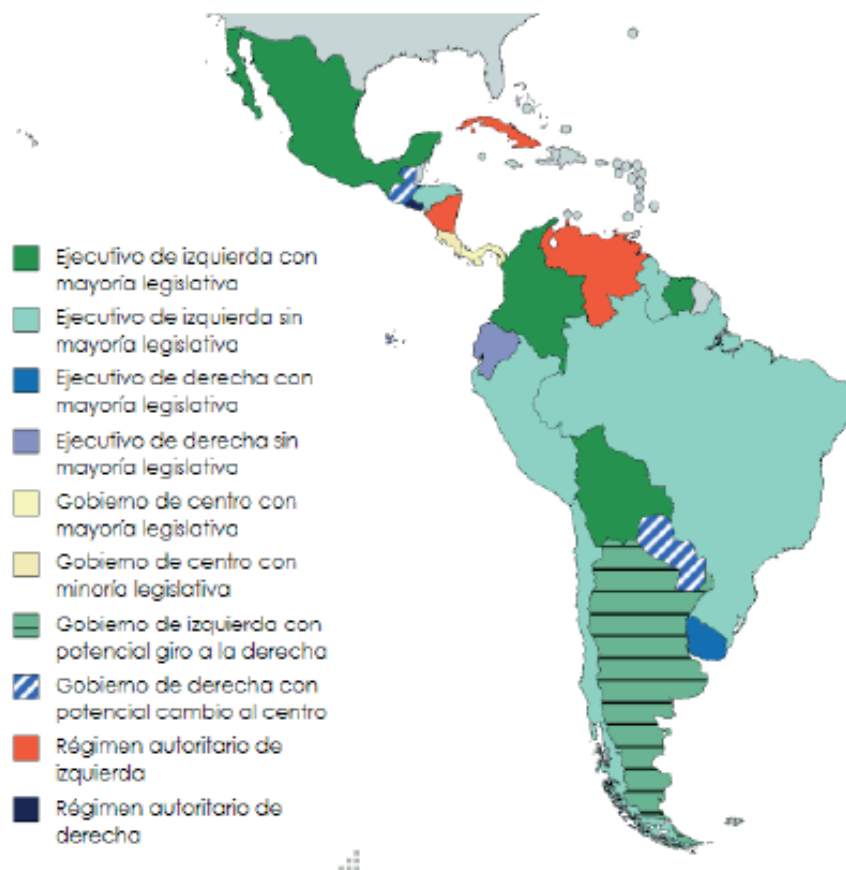 Ejecutivo de izquierda con
mayoría legislativa
Ejecutivo de izquierda sin
mayoría legislativa
Ejecutivo de derecha con
mayoría legislativa
Ejecutivo de derecha sin
mayoría legislativa
Gobierno de centro con
mayoría legislativa
Gobierno de centro con
minoría legislativa
Gobierno de izquierda con
potencial giro a la derecha
Gobierno de derecha con
potencial cambio al centro
Régimen autoritario de
izquierda
Régimen autoritario de
derecha